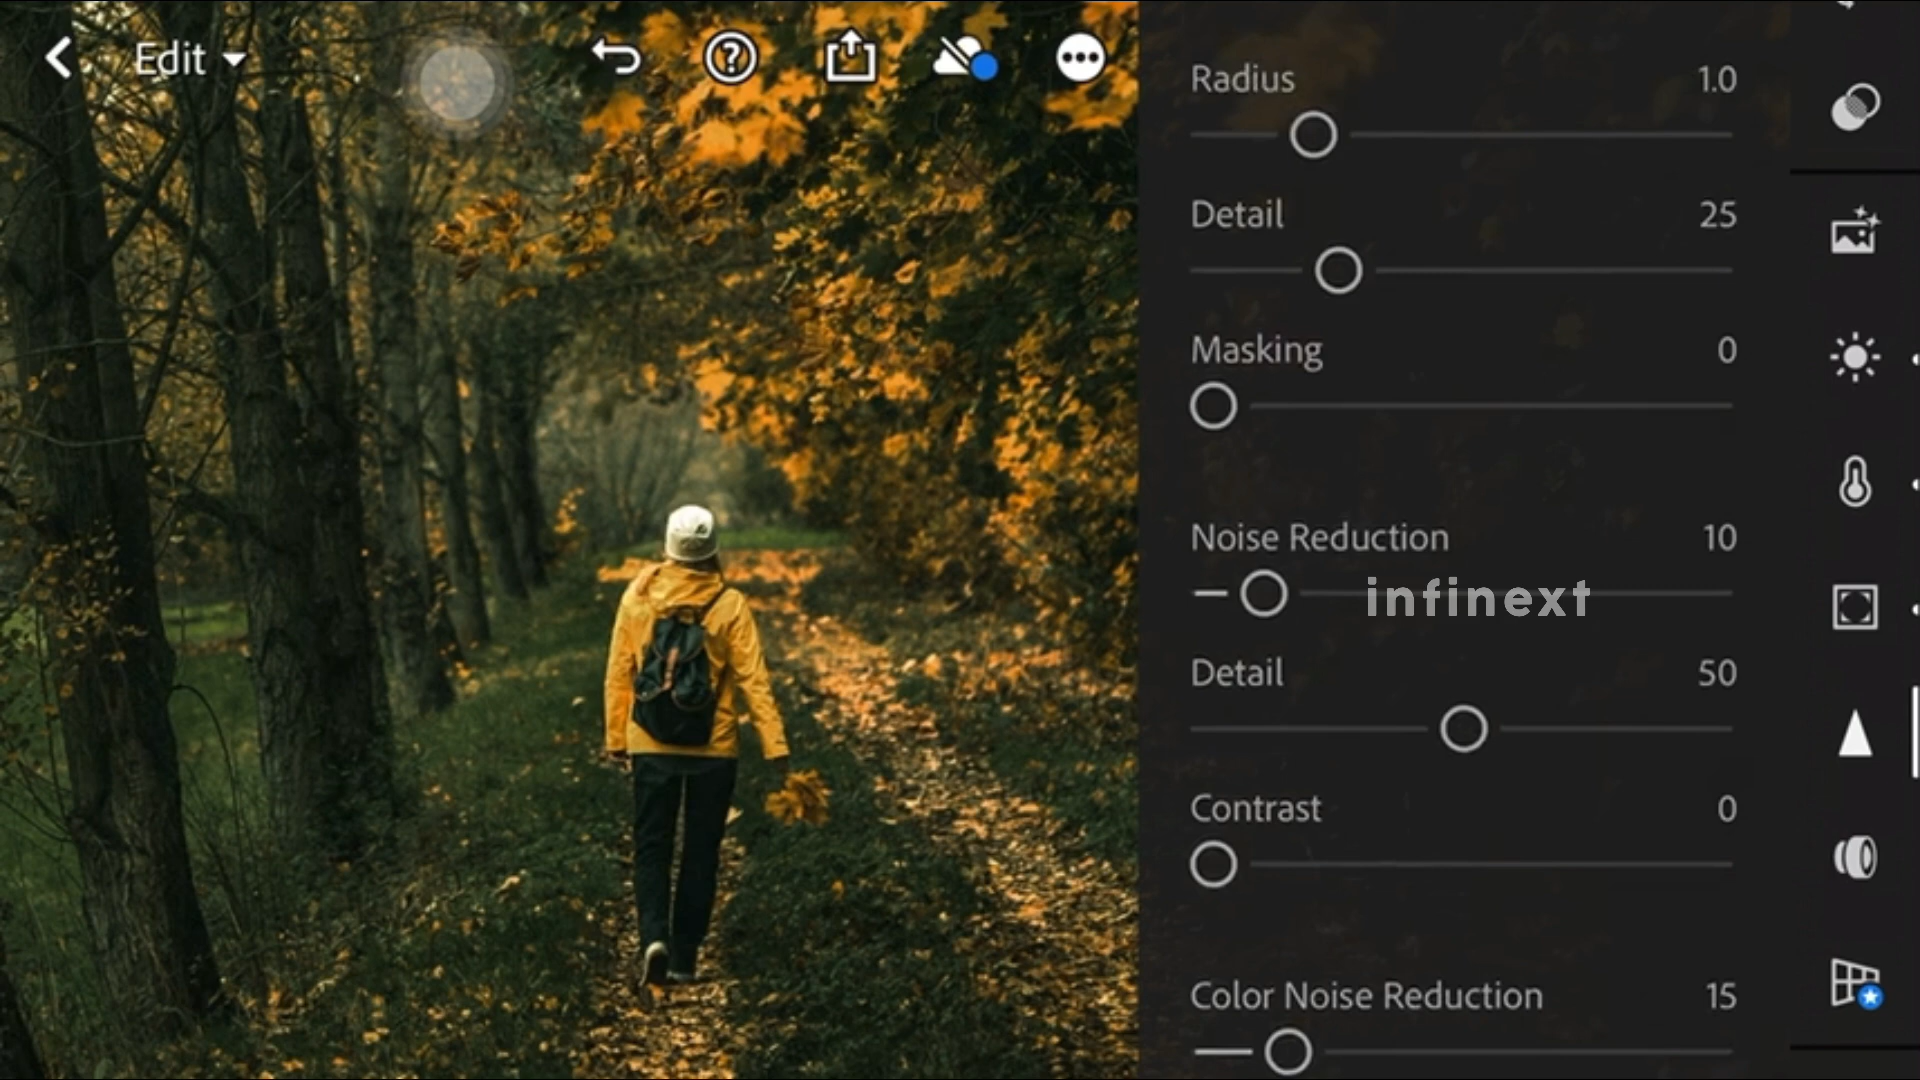 Edit
Radius 1.0
Detail 25
Masking 0
Noise Reduction 10
infinext
Detail 50
Contrast 0
Color Noise Reduction 15